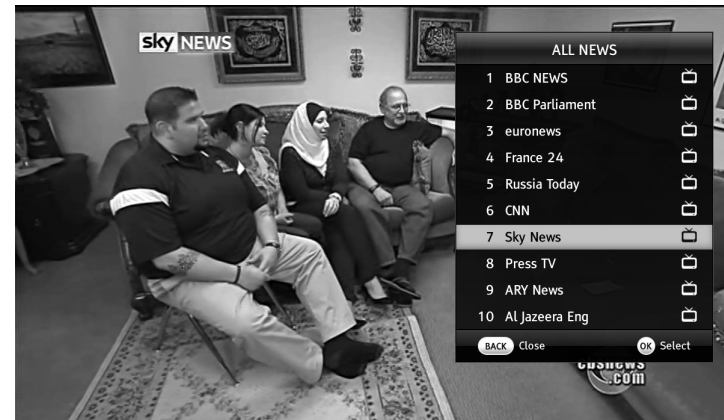 sky NEWS
ALL NEWS
1 BBC NEWS
2 BBC Parliament
3 euronews
4 France 24
5 Russia Today
6 CNN
7 Sky News
8 Press TV
9 ARY News
10 Al Jazeera Eng
BACK Close OK Select
cbsnews
.com